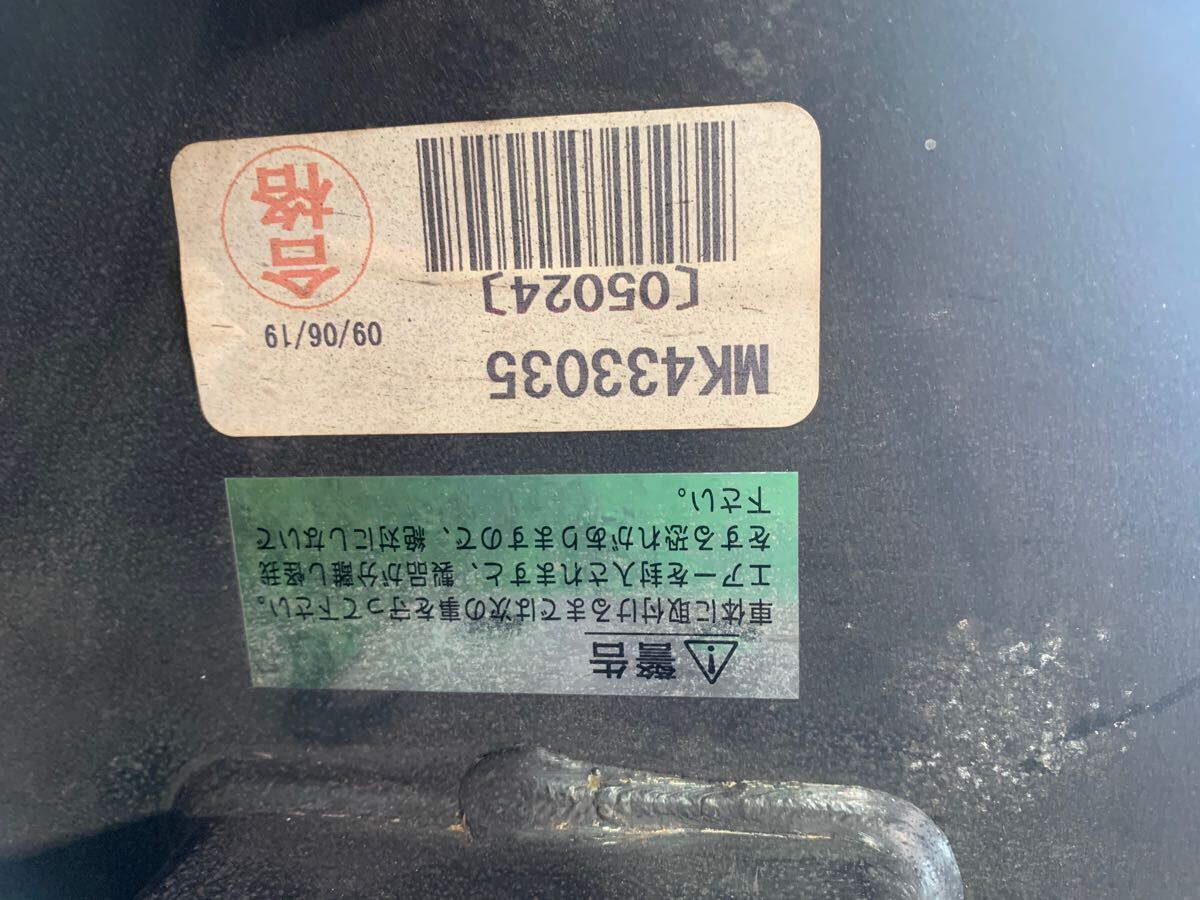 MK433035
[05024]
09/06/19
合格
警告
車体に取付けるまでは次の事を守って下さい。
エアーを封入されますと、製品が分離し怪我
をする恐れがありますので、絶対にしないで
下さい。